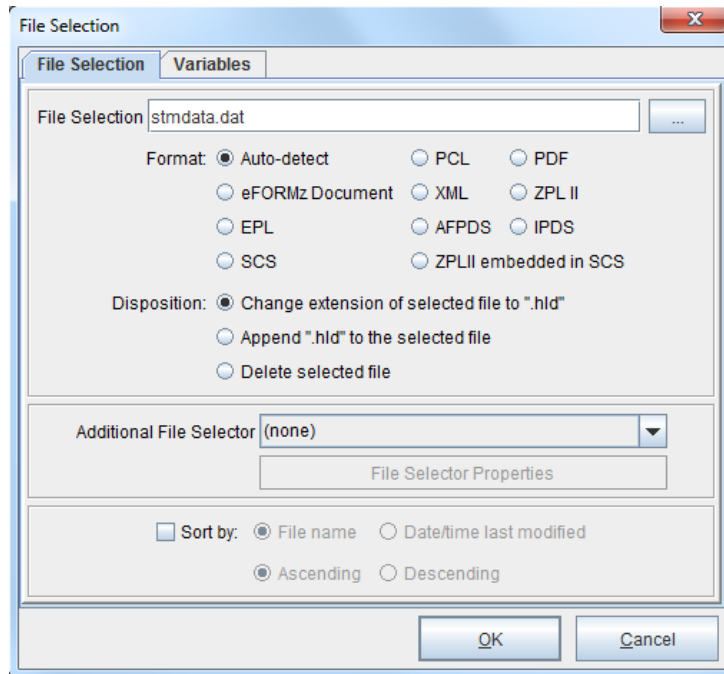 File Selection
File Selection Variables
File Selection stmdata.dat ...
Format: Auto-detect PCL PDF
eFORMz Document XML ZPL II
EPL AFPDS IPDS
SCS ZPLII embedded in SCS
Disposition: Change extension of selected file to ".hld"
Append ".hld" to the selected file
Delete selected file
Additional File Selector (none)
File Selector Properties
Sort by: File name Date/time last modified
Ascending Descending
OK Cancel